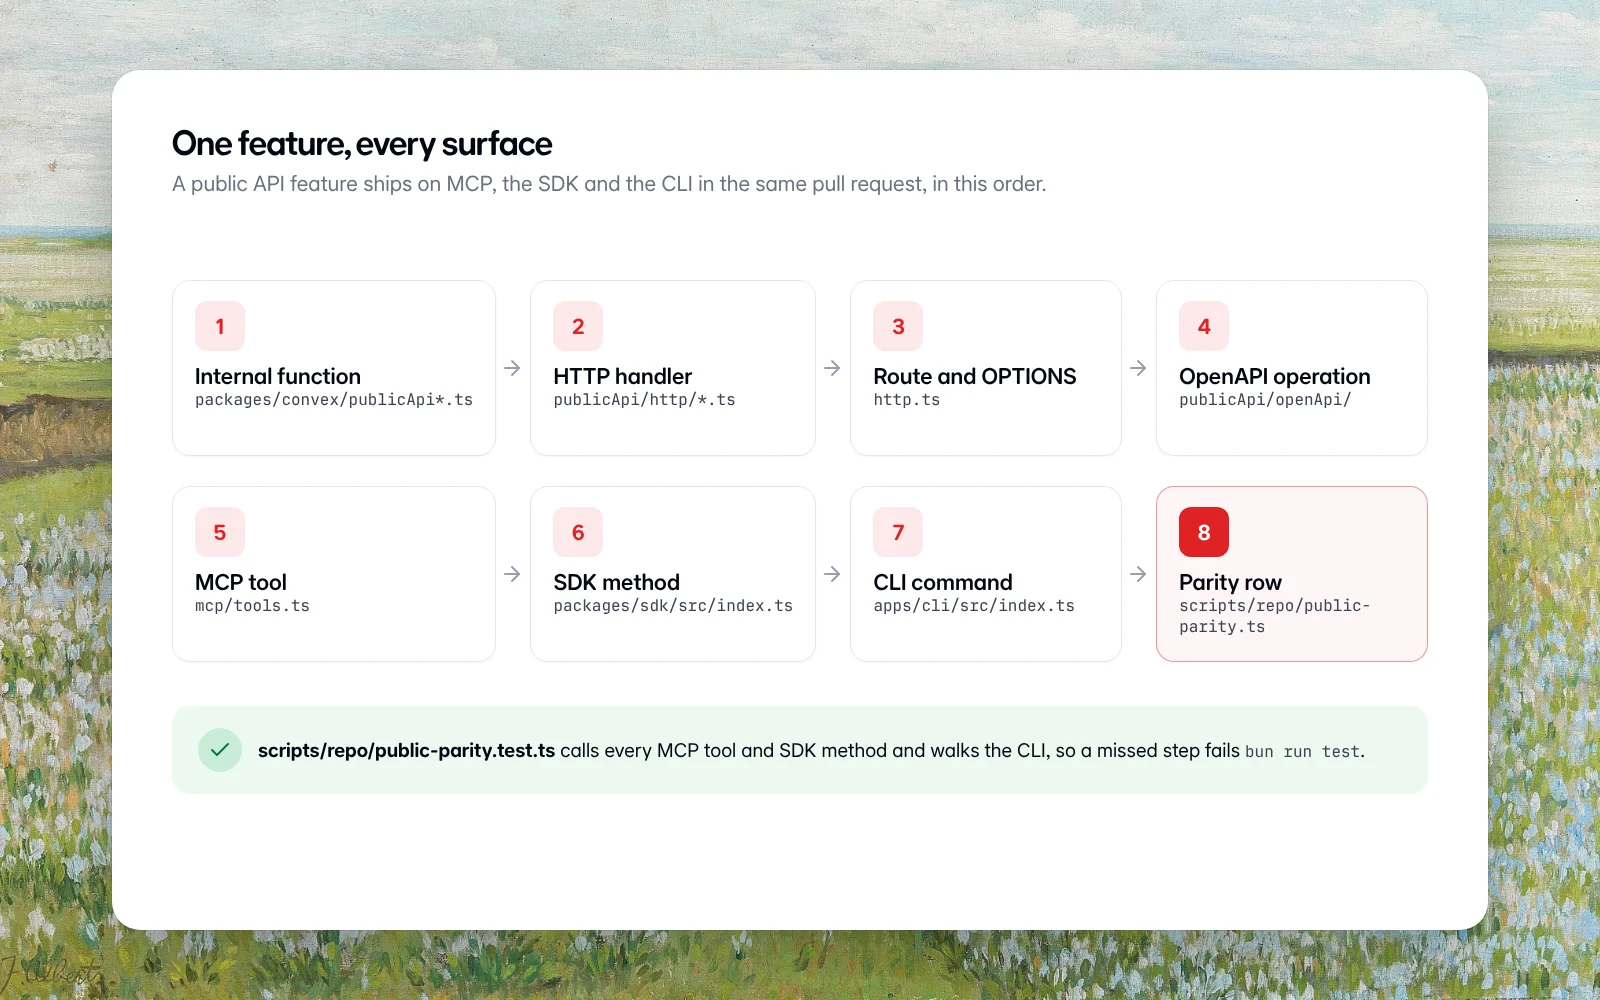 One feature, every surface
A public API feature ships on MCP, the SDK and the CLI in the same pull request, in this order.
1
Internal function
packages/convex/publicApi*.ts
2
HTTP handler
publicApi/http/*.ts
3
Route and OPTIONS
http.ts
4
OpenAPI operation
publicApi/openApi/
5
MCP tool
mcp/tools.ts
6
SDK method
packages/sdk/src/index.ts
7
CLI command
apps/cli/src/index.ts
8
Parity row
scripts/repo/public-
parity.ts
scripts/repo/public-parity.test.ts calls every MCP tool and SDK method and walks the CLI, so a missed step fails bun run test.